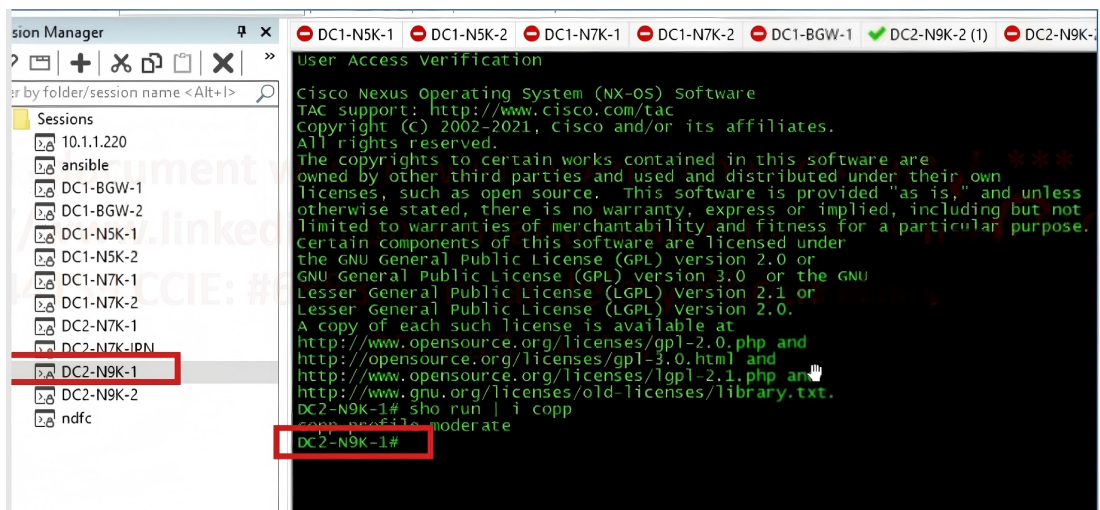 sion Manager
DC1-N5K-1 DC1-N5K-2 DC1-N7K-1 DC1-N7K-2 DC1-BGW-1 DC2-N9K-2 (1) DC2-N9K-
er by folder/session name <Alt+I>
Sessions
10.1.1.220
ansible
DC1-BGW-1
DC1-BGW-2
DC1-N5K-1
DC1-N5K-2
DC1-N7K-1
DC1-N7K-2
DC2-N7K-1
DC2-N7K-IPN
DC2-N9K-1
DC2-N9K-2
ndfc
User Access Verification
Cisco Nexus Operating System (NX-OS) Software
TAC support: http://www.cisco.com/tac
Copyright (C) 2002-2021, Cisco and/or its affiliates.
All rights reserved.
The copyrights to certain works contained in this software are
owned by other third parties and used and distributed under their own
licenses, such as open source.  This software is provided "as is," and unless
otherwise stated, there is no warranty, express or implied, including but not
limited to warranties of merchantability and fitness for a particular purpose.
Certain components of this software are licensed under
the GNU General Public License (GPL) version 2.0 or
GNU General Public License (GPL) version 3.0  or the GNU
Lesser General Public License (LGPL) Version 2.1 or
Lesser General Public License (LGPL) Version 2.0.
A copy of each such license is available at
http://www.opensource.org/licenses/gpl-2.0.php and
http://opensource.org/licenses/gpl-3.0.html and
http://www.opensource.org/licenses/lgpl-2.1.php and
http://www.gnu.org/licenses/old-licenses/library.txt.
DC2-N9K-1# sho run | i copp
copp profile moderate
DC2-N9K-1#